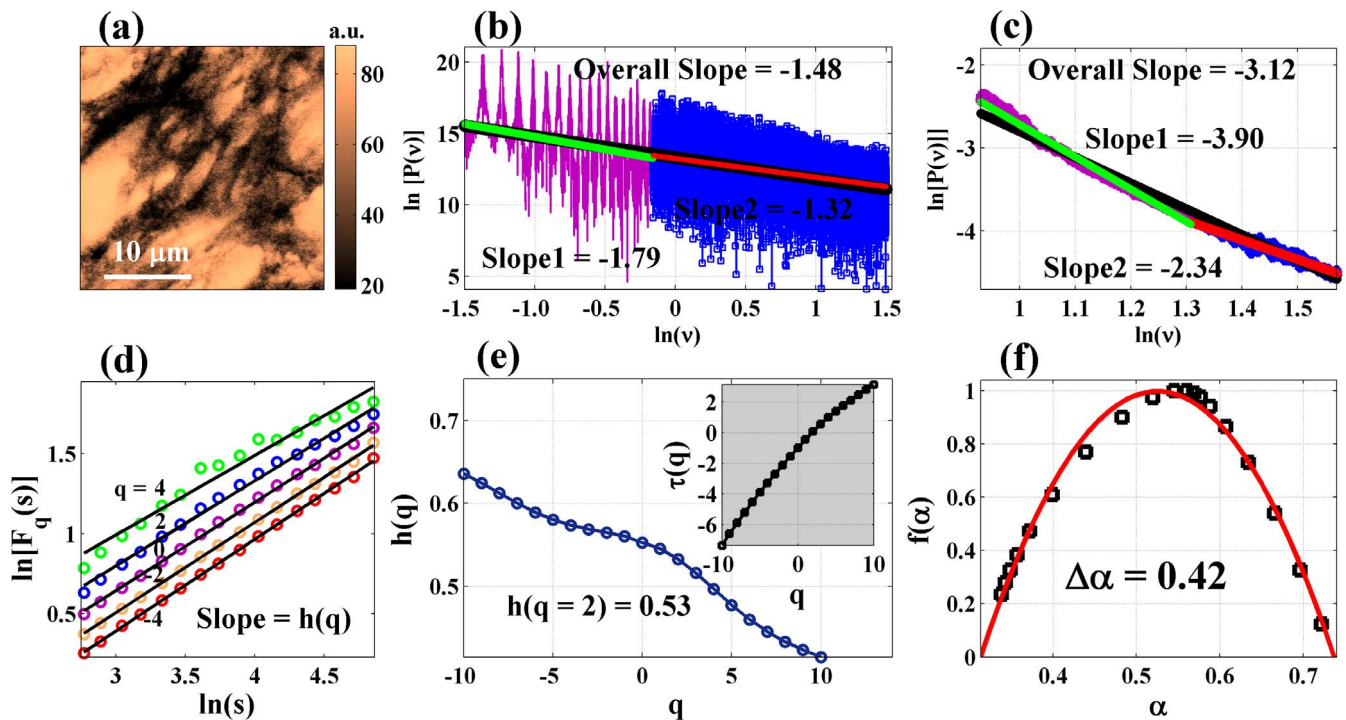 (a)
a.u.
80
60
40
20
10 μm
(b)
ln [P(ν)]
20
15
10
5
Overall Slope = -1.48
Slope2 = -1.32
Slope1 = -1.79
-1.5 -1.0 -0.5 0 0.5 1 1.5
ln(ν)
(c)
ln[P(ν)]]
-2
-3
-4
Overall Slope = -3.12
Slope1 = -3.90
Slope2 = -2.34
1 1.1 1.2 1.3 1.4 1.5
ln(ν)
(d)
ln[Fq(s)]
1.5
1
0.5
q = 4
2
0
-2
-4
Slope = h(q)
3 3.5 4 4.5
ln(s)
(e)
h(q)
0.7
0.6
0.5
h(q = 2) = 0.53
-10 -5 0 5 10
q
τ(q)
2
0
-2
-4
-6
-10 0 10
q
(f)
f(α)
1
0.8
0.6
0.4
0.2
0
Δα = 0.42
0.4 0.5 0.6 0.7
α